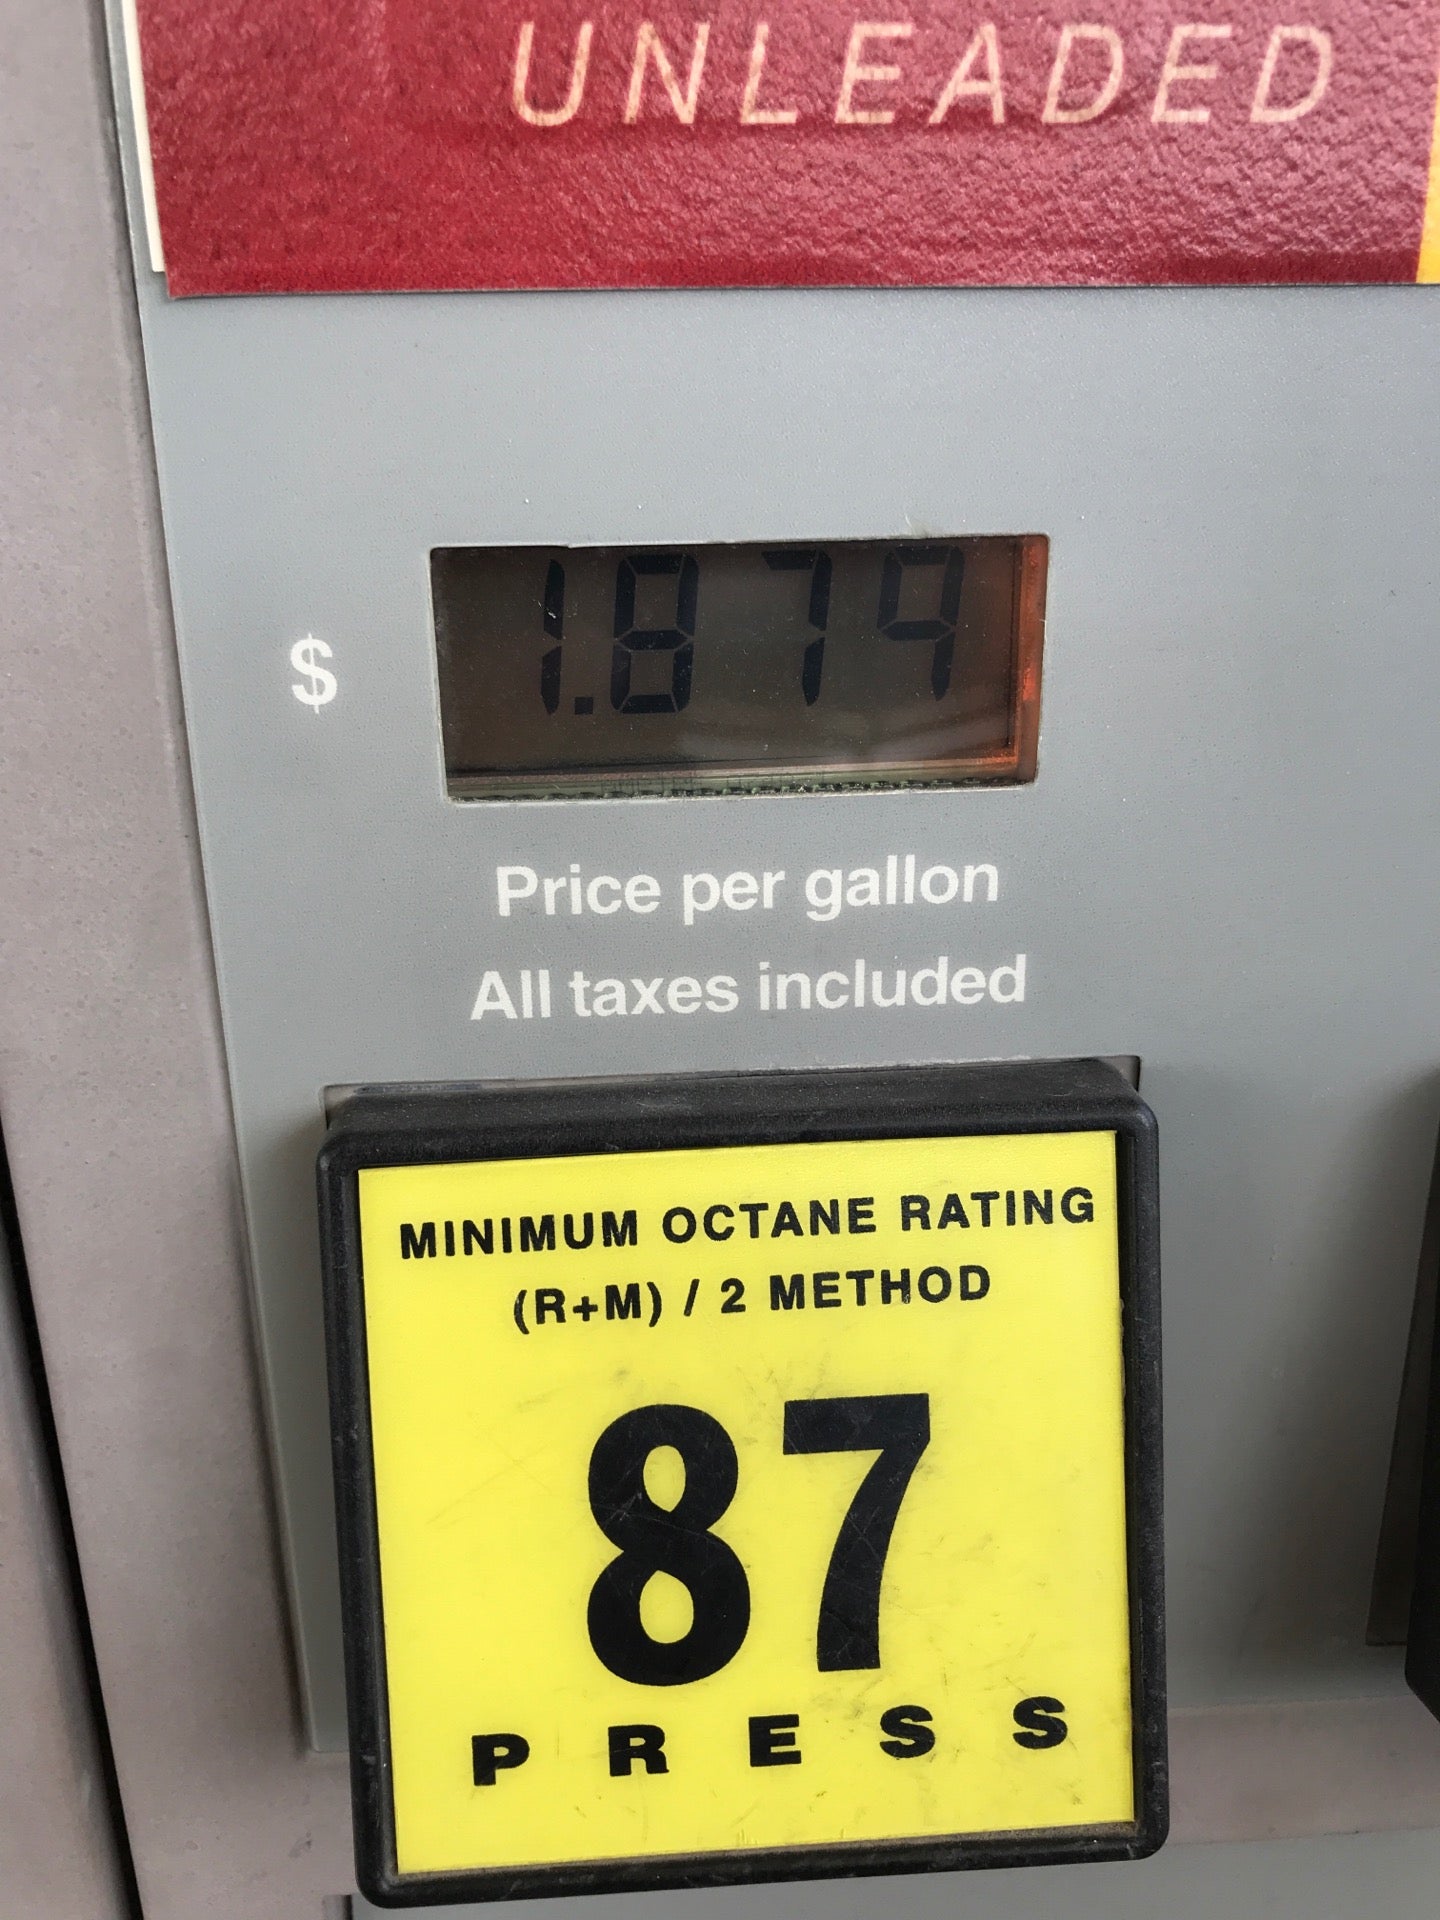 UNLEADED
$ 1.879
Price per gallon
All taxes included
MINIMUM OCTANE RATING
(R+M) / 2 METHOD
87
PRESS